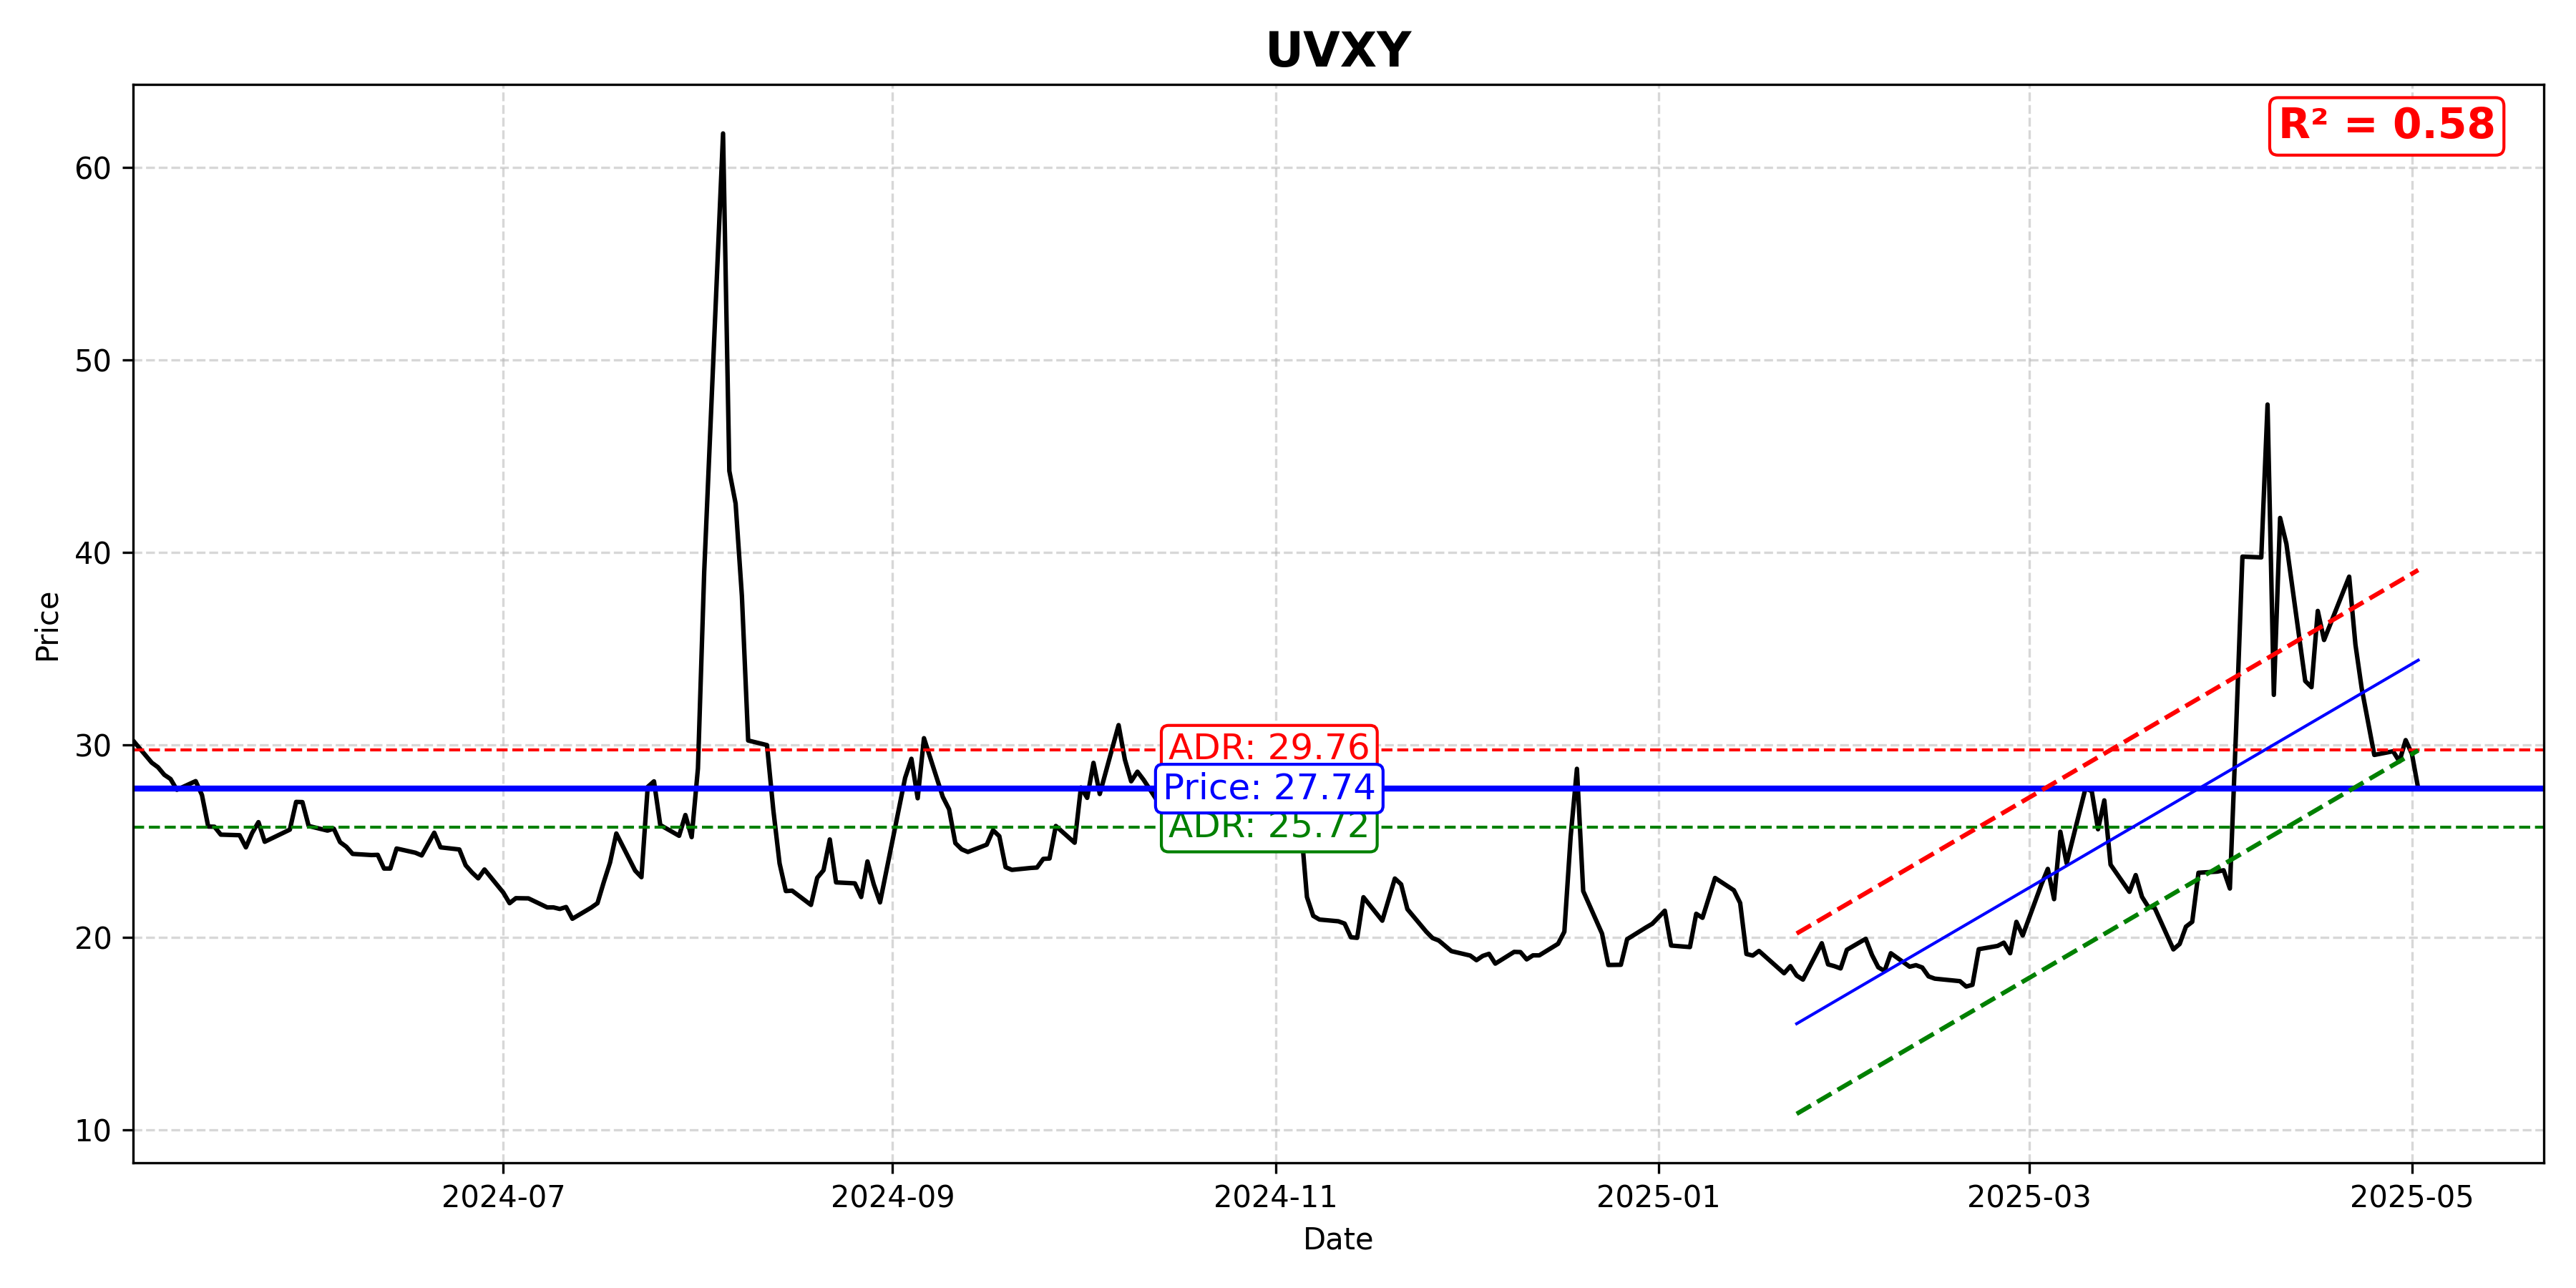 UVXY
R² = 0.58
60
50
40
30
20
10
Price
ADR: 29.76
Price: 27.74
ADR: 25.72
2024-07
2024-09
2024-11
2025-01
2025-03
2025-05
Date